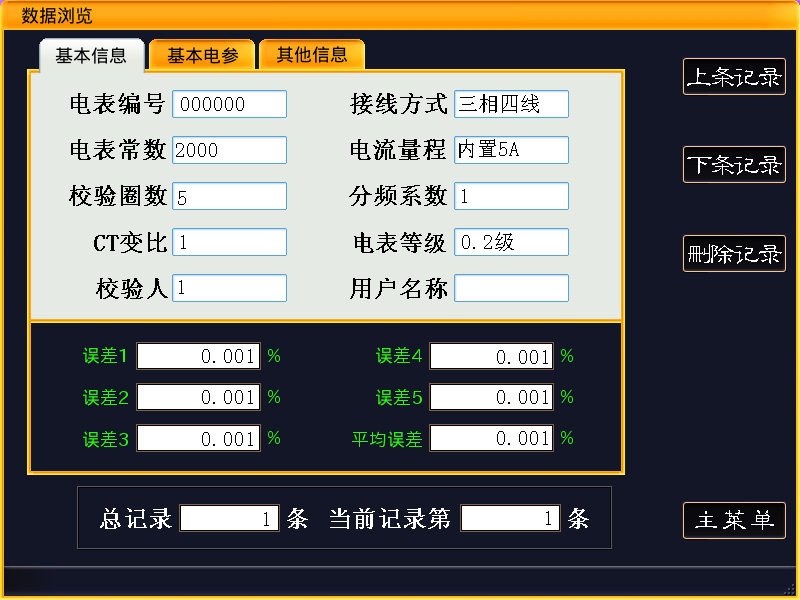 数据浏览
基本信息 基本电参 其他信息
电表编号 000000 接线方式 三相四线
电表常数 2000 电流量程 内置5A
校验圈数 5 分频系数 1
CT变比 1 电表等级 0.2级
校验人 1 用户名称
误差1 0.001 % 误差4 0.001 %
误差2 0.001 % 误差5 0.001 %
误差3 0.001 % 平均误差 0.001 %
总记录 1 条 当前记录第 1 条
上条记录
下条记录
删除记录
主菜单